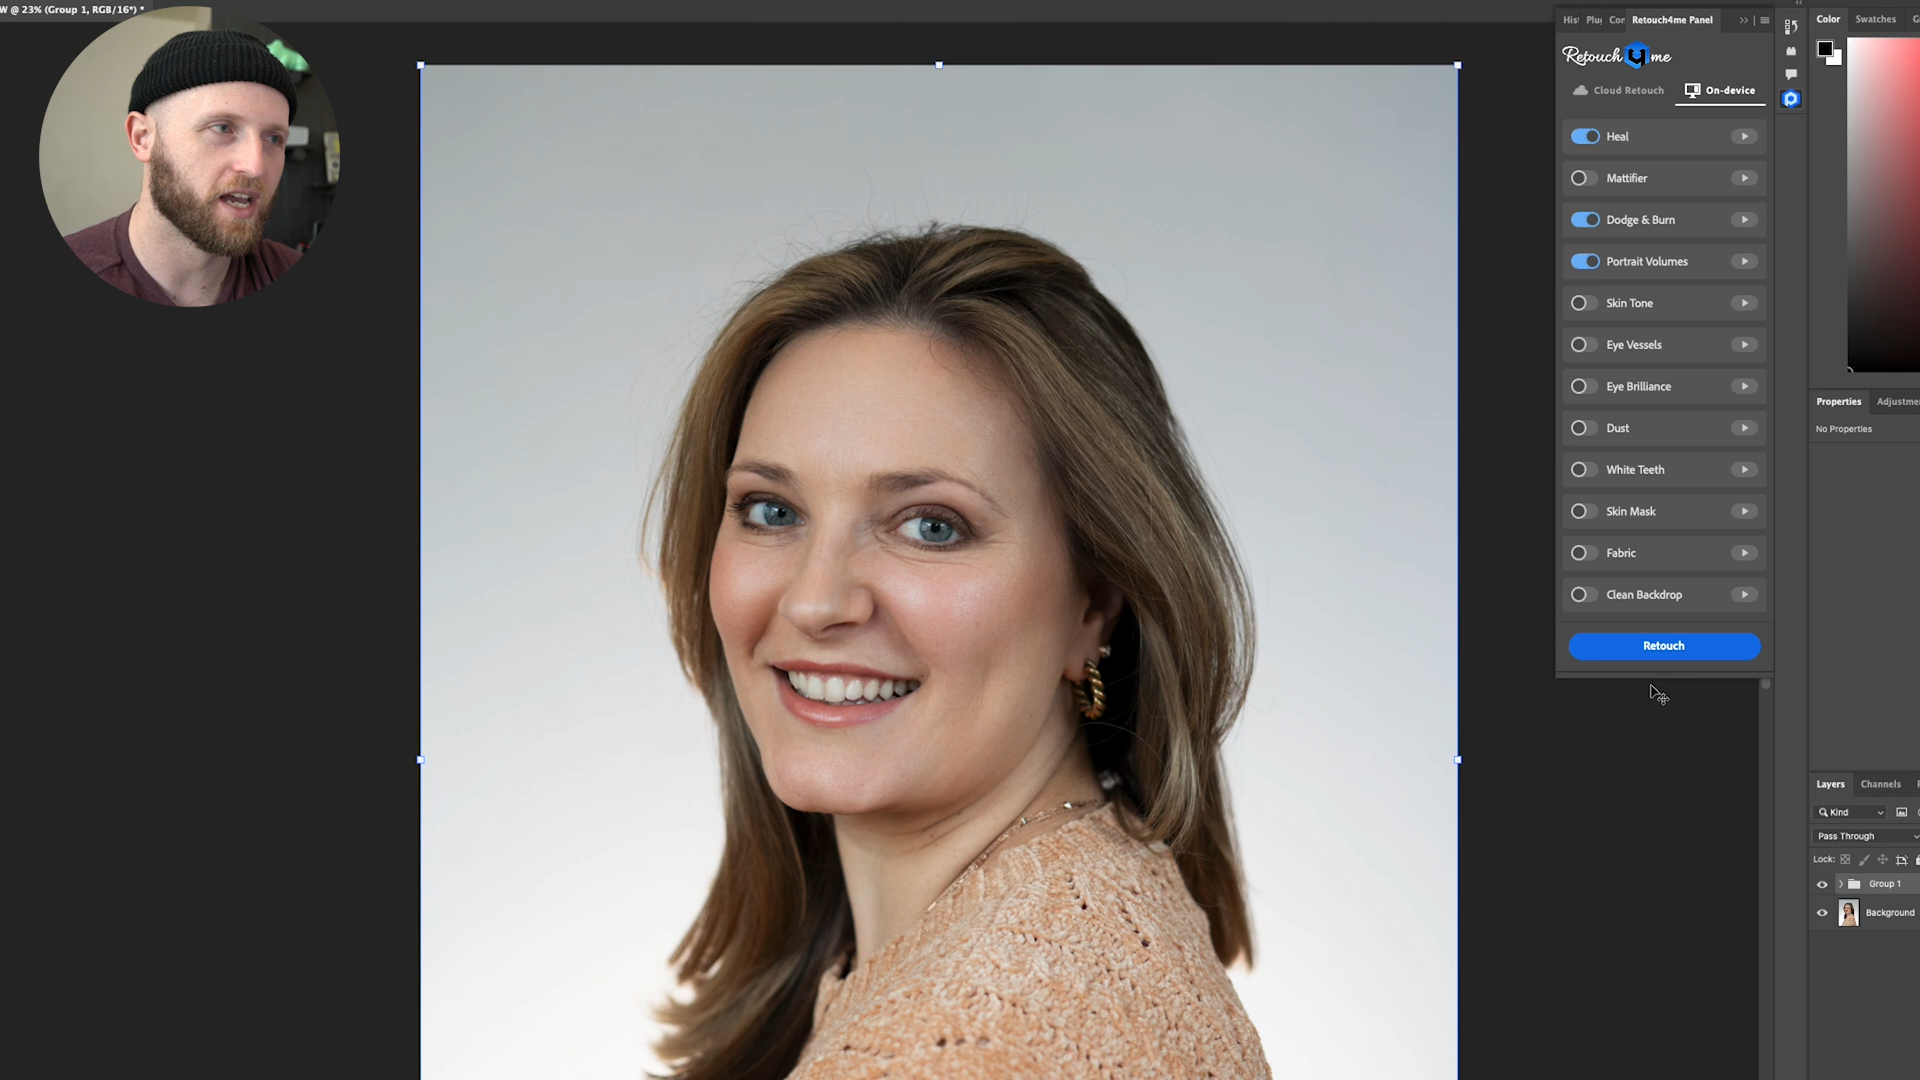 W @ 23% (Group 1, RGB/16*) *
His Plu Cor Retouch4me Panel
Retouch4me
Cloud Retouch On-device
Heal
Mattifier
Dodge & Burn
Portrait Volumes
Skin Tone
Eye Vessels
Eye Brilliance
Dust
White Teeth
Skin Mask
Fabric
Clean Backdrop
Retouch
Color Swatches G
Properties Adjustme
No Properties
Layers Channels P
Kind
Pass Through
Lock:
Group 1
Background